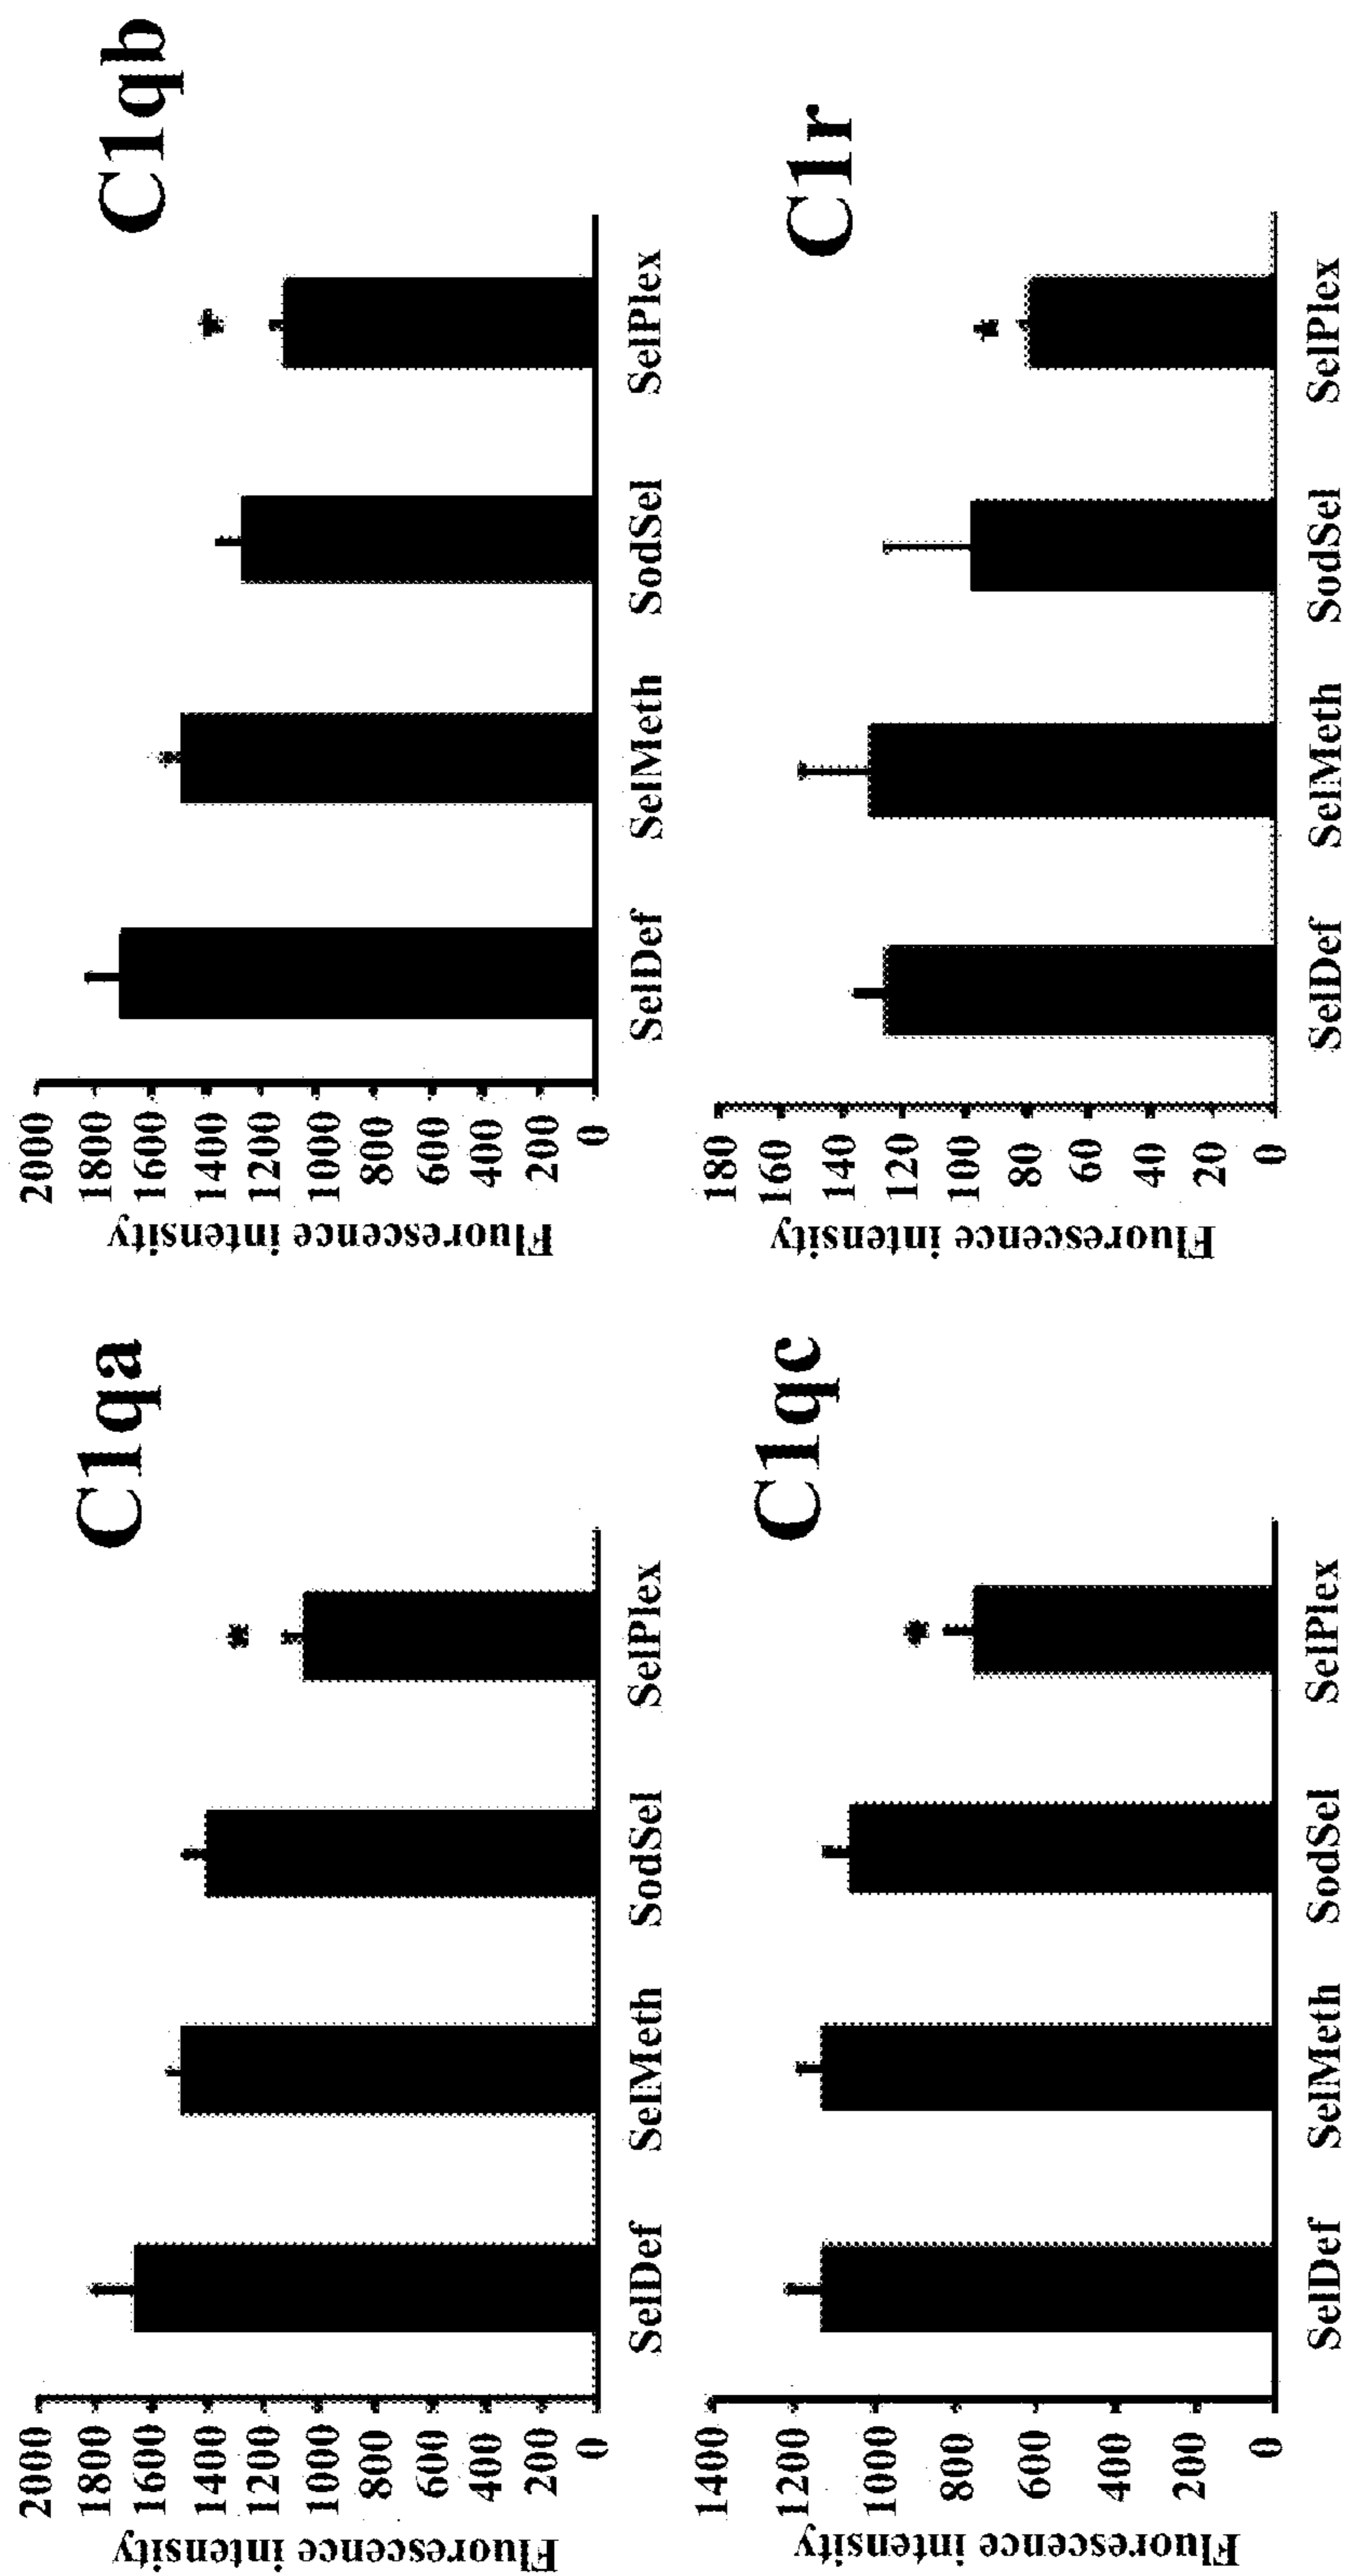 C1qa
Fluorescence intensity
2000
1800
1600
1400
1200
1000
800
600
400
200
0
SelDef
SelMeth
SodSel
SelPlex
*
C1qb
Fluorescence intensity
2000
1800
1600
1400
1200
1000
800
600
400
200
0
SelDef
SelMeth
SodSel
SelPlex
*
C1qc
Fluorescence intensity
1400
1200
1000
800
600
400
200
0
SelDef
SelMeth
SodSel
SelPlex
*
C1r
Fluorescence intensity
180
160
140
120
100
80
60
40
20
0
SelDef
SelMeth
SodSel
SelPlex
*